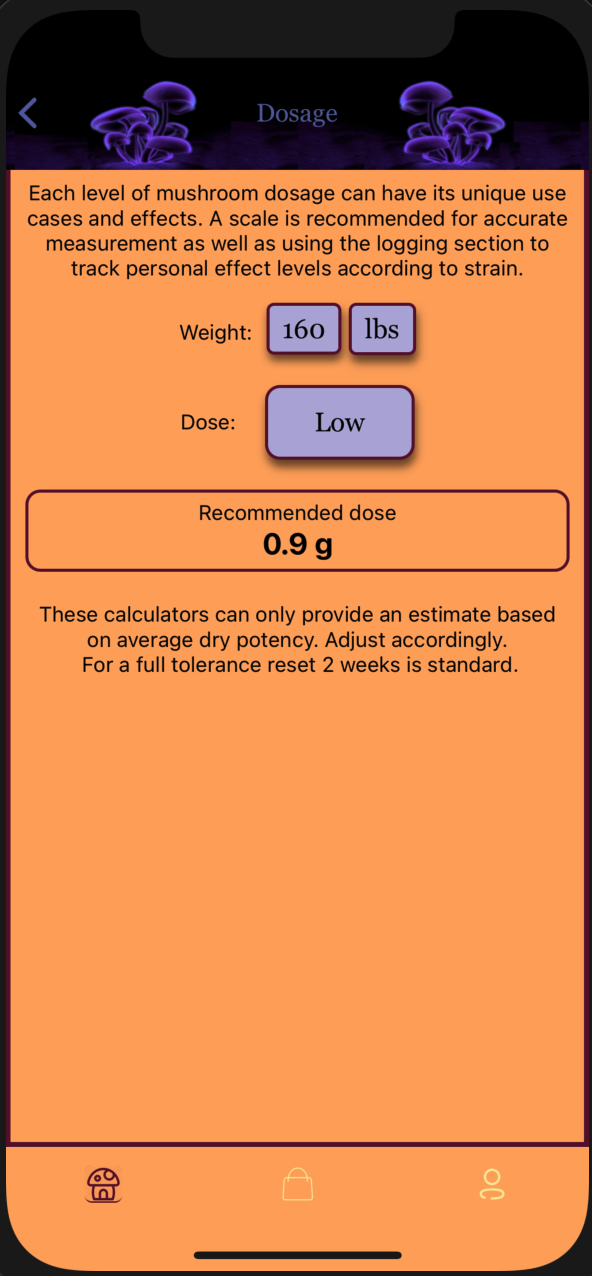 Dosage
Each level of mushroom dosage can have its unique use
cases and effects. A scale is recommended for accurate
measurement as well as using the logging section to
track personal effect levels according to strain.
Weight: 160 lbs
Dose: Low
Recommended dose
0.9 g
These calculators can only provide an estimate based
on average dry potency. Adjust accordingly.
For a full tolerance reset 2 weeks is standard.